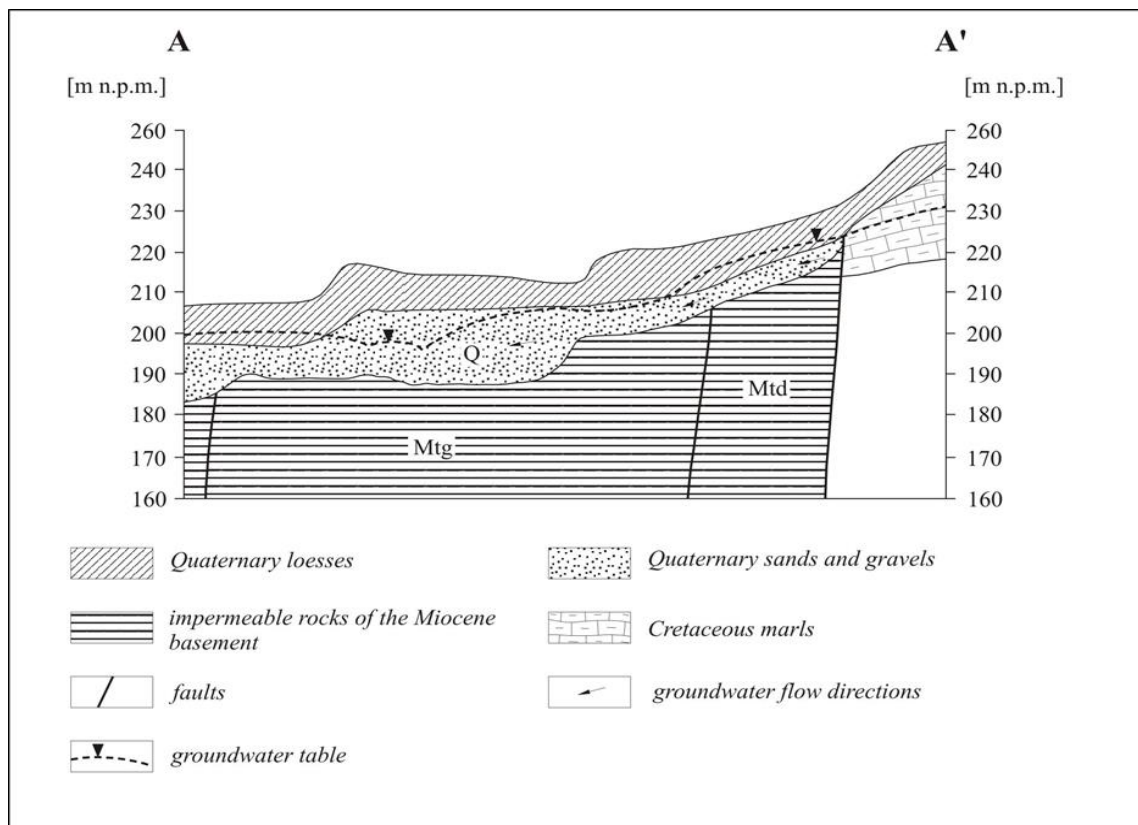 A A'
[m n.p.m.] [m n.p.m.]
260 260
240 240
230 230
220 220
210 210
200 200
Q
190 190
Mtd
180 180
Mtg
170 170
160 160
Quaternary loesses Quaternary sands and gravels
impermeable rocks of the Miocene
basement
Cretaceous marls
faults groundwater flow directions
groundwater table